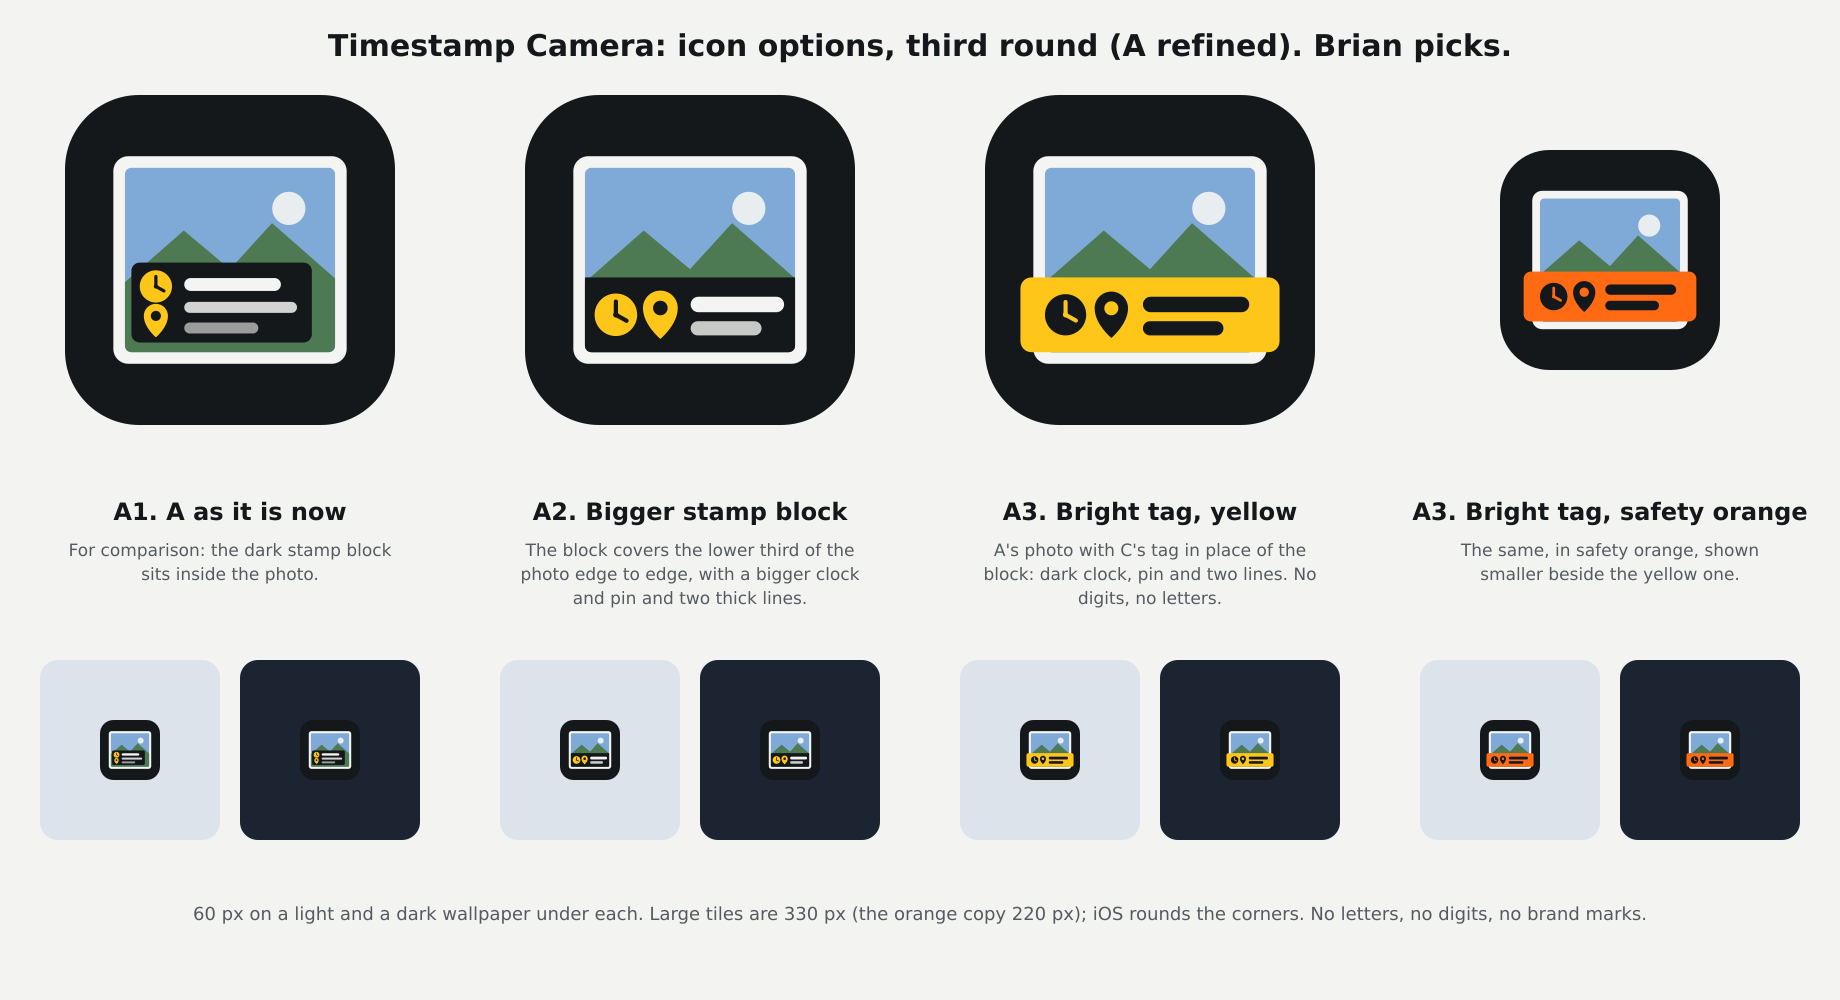 Timestamp Camera: icon options, third round (A refined). Brian picks.
A1. A as it is now
For comparison: the dark stamp block
sits inside the photo.
A2. Bigger stamp block
The block covers the lower third of the
photo edge to edge, with a bigger clock
and pin and two thick lines.
A3. Bright tag, yellow
A's photo with C's tag in place of the
block: dark clock, pin and two lines. No
digits, no letters.
A3. Bright tag, safety orange
The same, in safety orange, shown
smaller beside the yellow one.
60 px on a light and a dark wallpaper under each. Large tiles are 330 px (the orange copy 220 px); iOS rounds the corners. No letters, no digits, no brand marks.